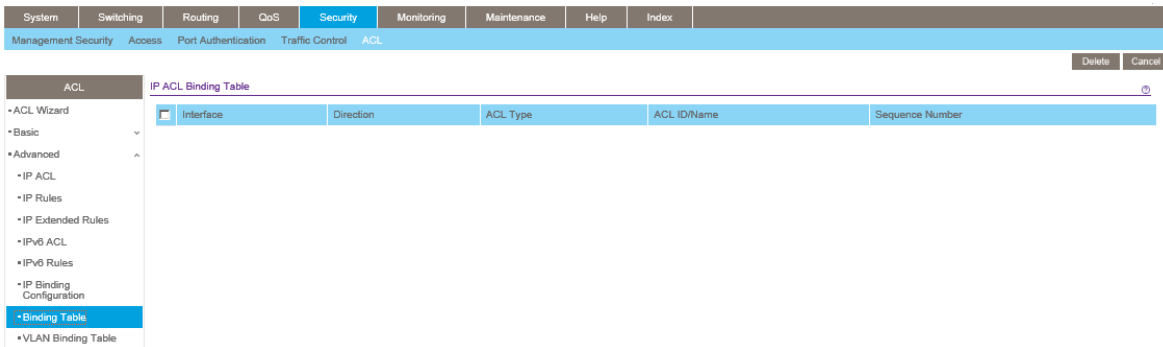 System Switching Routing QoS Security Monitoring Maintenance Help Index
Management Security Access Port Authentication Traffic Control ACL
Delete Cancel
ACL
ACL Wizard
Basic
Advanced
IP ACL
IP Rules
IP Extended Rules
IPv6 ACL
IPv6 Rules
IP Binding
Configuration
Binding Table
VLAN Binding Table
IP ACL Binding Table
Interface Direction ACL Type ACL ID/Name Sequence Number